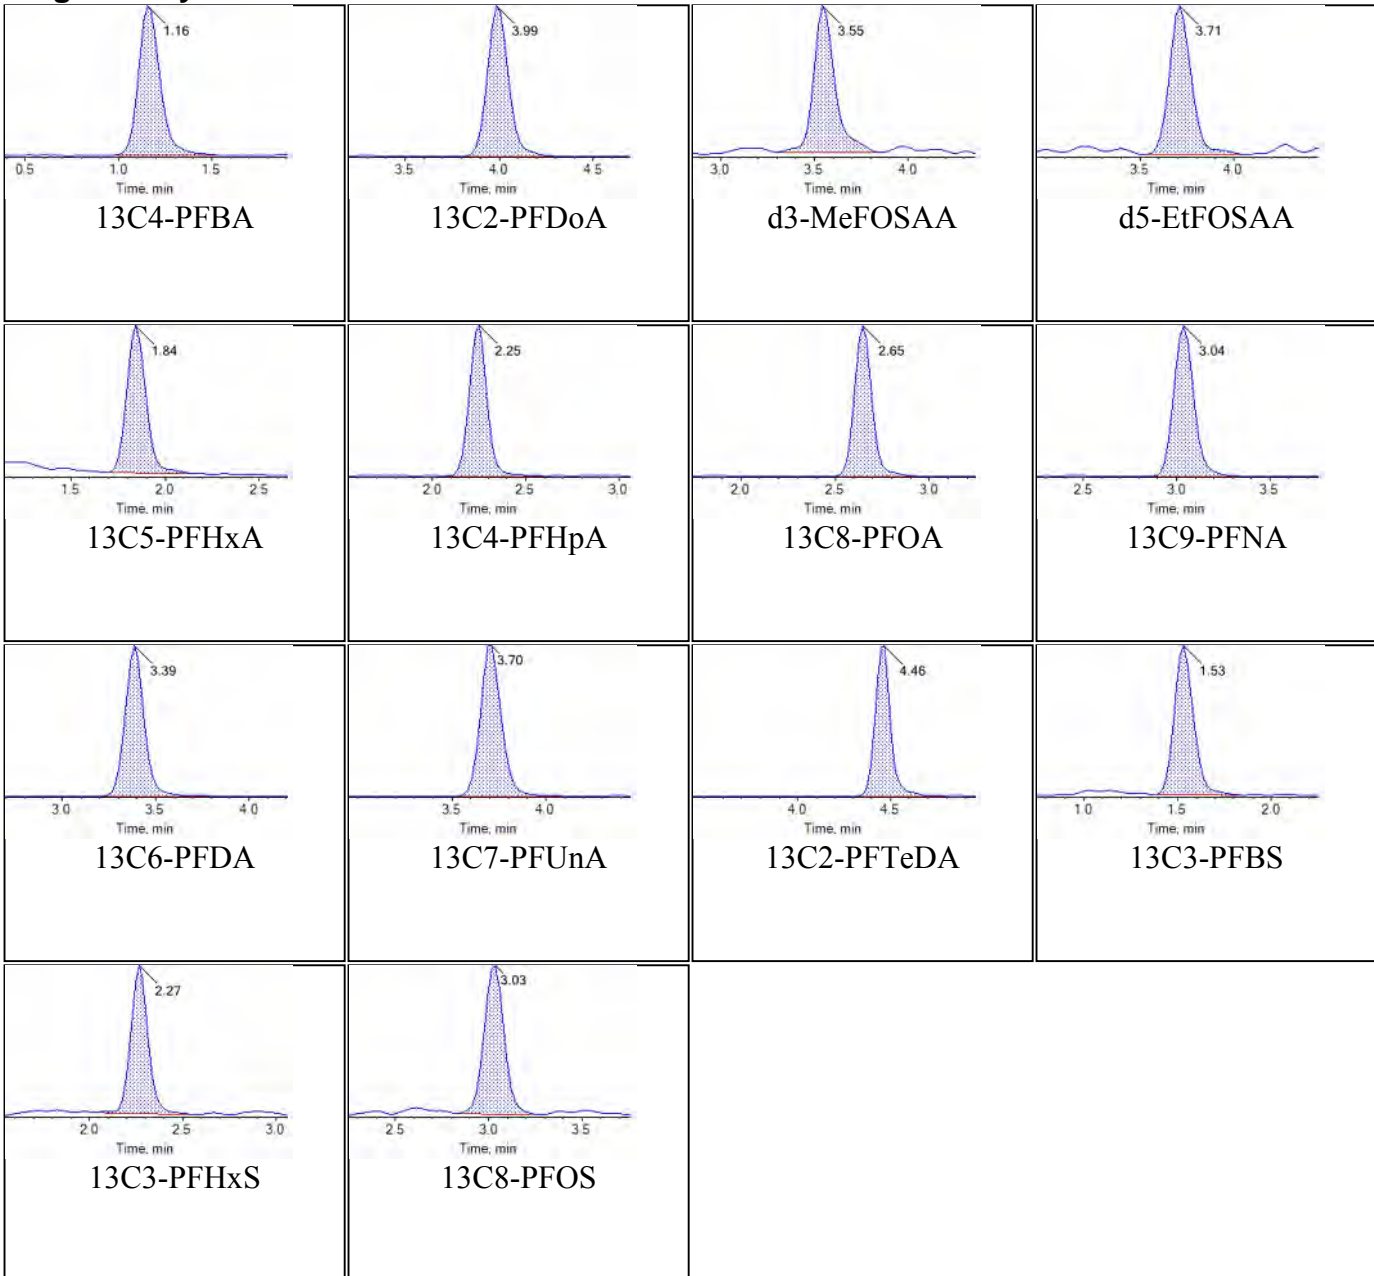 1.16
0.5 1.0 1.5
Time, min
13C4-PFBA
3.99
3.5 4.0 4.5
Time, min
13C2-PFDoA
3.55
3.0 3.5 4.0
Time, min
d3-MeFOSAA
3.71
3.5 4.0
Time, min
d5-EtFOSAA
1.84
1.5 2.0 2.5
Time, min
13C5-PFHxA
2.25
2.0 2.5 3.0
Time, min
13C4-PFHpA
2.65
2.0 2.5 3.0
Time, min
13C8-PFOA
3.04
2.5 3.0 3.5
Time, min
13C9-PFNA
3.39
3.0 3.5 4.0
Time, min
13C6-PFDA
3.70
3.5 4.0
Time, min
13C7-PFUnA
4.46
4.0 4.5
Time, min
13C2-PFTeDA
1.53
1.0 1.5 2.0
Time, min
13C3-PFBS
2.27
2.0 2.5 3.0
Time, min
13C3-PFHxS
3.03
2.5 3.0 3.5
Time, min
13C8-PFOS